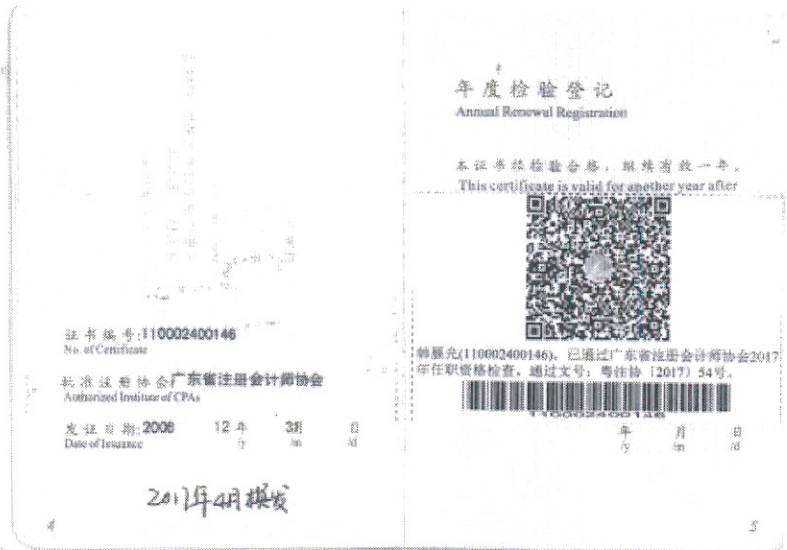 证书编号:110002400146
No. of Certificate
批准注册协会广东省注册会计师协会
Authorized Institute of CPAs
发证日期:2006 12年 3月 日
Date of Issuance /y /m /d
2017年4月换发
4
年度检验登记
Annual Renewal Registration
本证书经检验合格，继续有效一年。
This certificate is valid for another year after
(110002400146)，已通过广东省注册会计师协会2017
年任职资格检查。通过文号：粤注协〔2017〕54号。
110002400146
年 月 日
/y /m /d
5